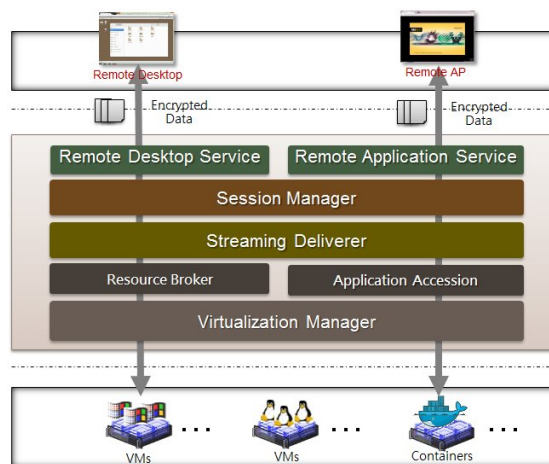 Remote Desktop
Remote AP
Encrypted
Data
Encrypted
Data
Remote Desktop Service
Remote Application Service
Session Manager
Streaming Deliverer
Resource Broker
Application Accession
Virtualization Manager
VMs
VMs
Containers